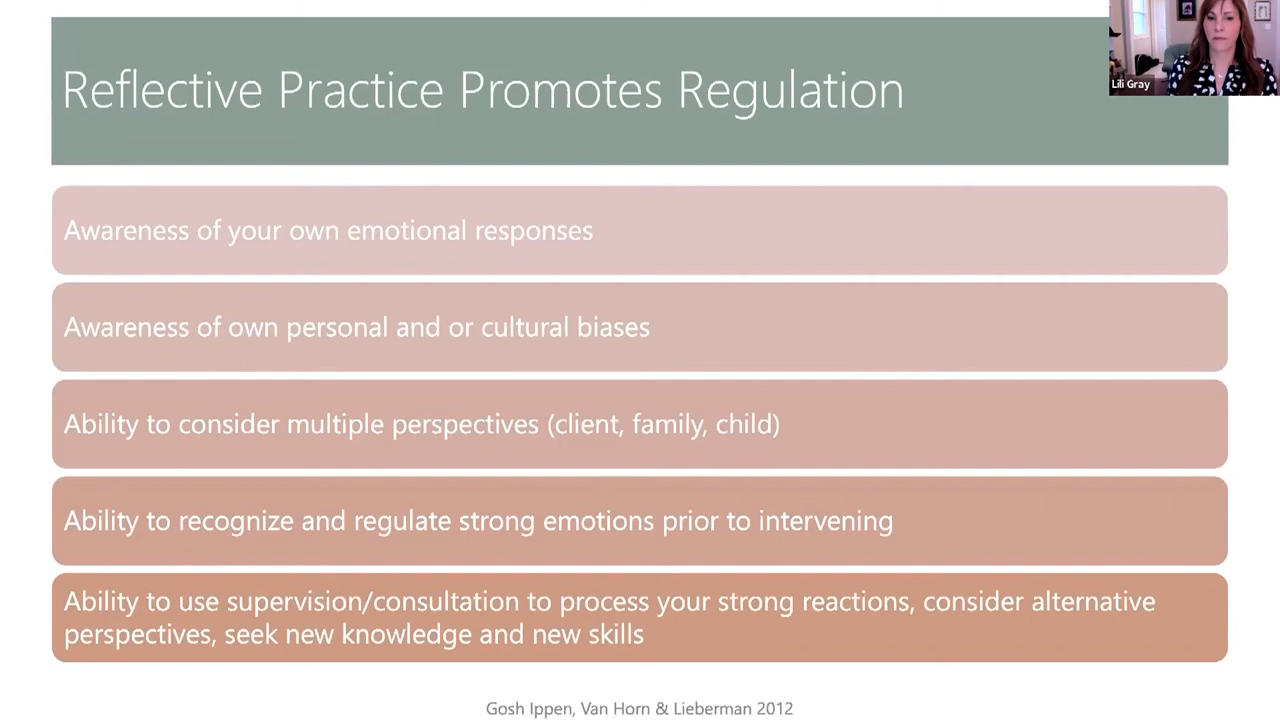 Reflective Practice Promotes Regulation
Lili Gray
Awareness of your own emotional responses
Awareness of own personal and or cultural biases
Ability to consider multiple perspectives (client, family, child)
Ability to recognize and regulate strong emotions prior to intervening
Ability to use supervision/consultation to process your strong reactions, consider alternative
perspectives, seek new knowledge and new skills
Gosh Ippen, Van Horn & Lieberman 2012